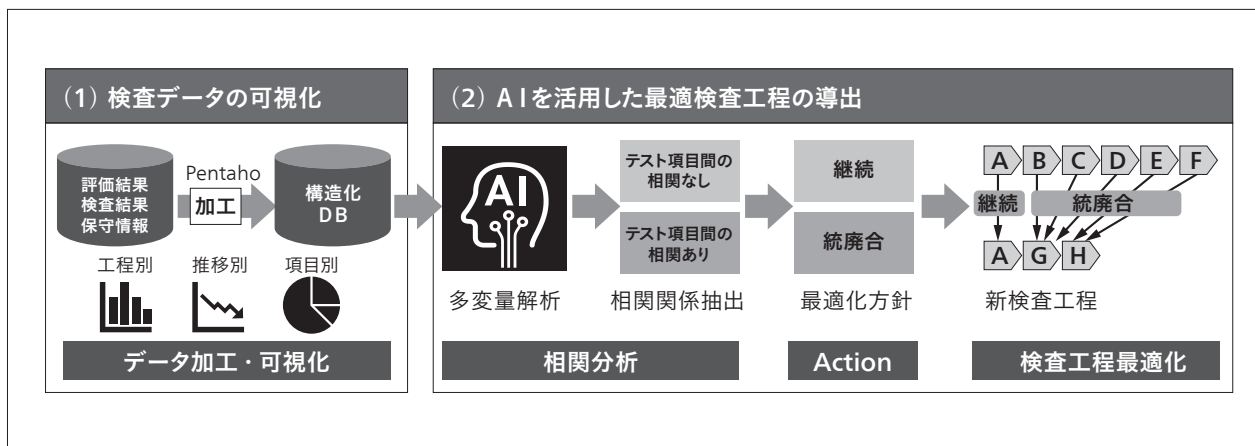 (1) 検査データの可視化
評価結果
検査結果
保守情報
Pentaho
加工
構造化
DB
工程別
推移別
項目別
データ加工・可視化
(2) AIを活用した最適検査工程の導出
AI
多変量解析
テスト項目間の
相関なし
テスト項目間の
相関あり
相関関係抽出
相関分析
継続
統廃合
最適化方針
Action
A B C D E F
継続 統廃合
A G H
新検査工程
検査工程最適化